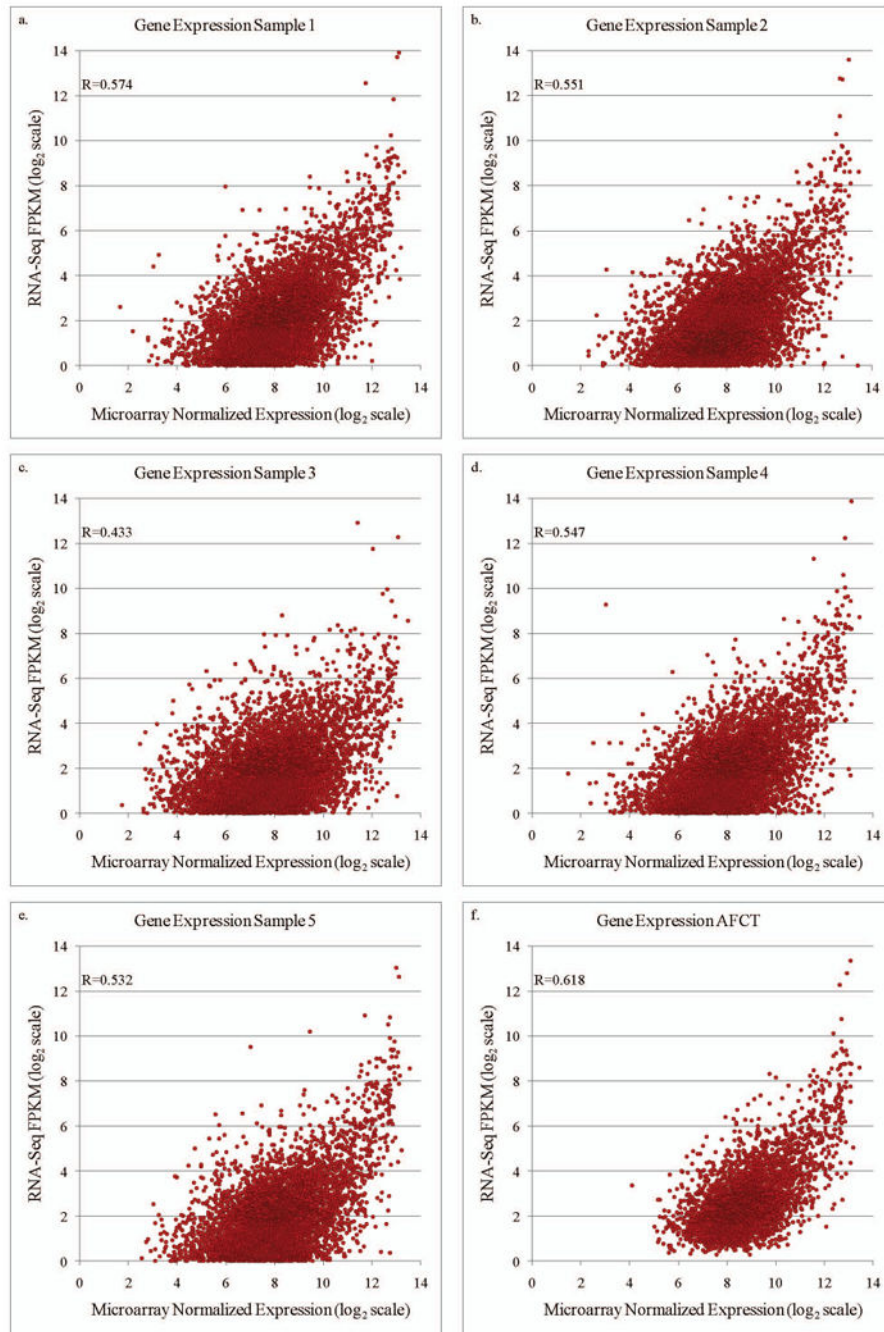 a.
Gene Expression Sample 1
R=0.574
RNA-Seq FPKM (log2 scale)
14
12
10
8
6
4
2
0
0 2 4 6 8 10 12 14
Microarray Normalized Expression (log2 scale)
b.
Gene Expression Sample 2
R=0.551
RNA-Seq FPKM (log2 scale)
14
12
10
8
6
4
2
0
0 2 4 6 8 10 12 14
Microarray Normalized Expression (log2 scale)
c.
Gene Expression Sample 3
R=0.433
RNA-Seq FPKM (log2 scale)
14
12
10
8
6
4
2
0
0 2 4 6 8 10 12 14
Microarray Normalized Expression (log2 scale)
d.
Gene Expression Sample 4
R=0.547
RNA-Seq FPKM (log2 scale)
14
12
10
8
6
4
2
0
0 2 4 6 8 10 12 14
Microarray Normalized Expression (log2 scale)
e.
Gene Expression Sample 5
R=0.532
RNA-Seq FPKM (log2 scale)
14
12
10
8
6
4
2
0
0 2 4 6 8 10 12 14
Microarray Normalized Expression (log2 scale)
f.
Gene Expression AFCT
R=0.618
RNA-Seq FPKM (log2 scale)
14
12
10
8
6
4
2
0
0 2 4 6 8 10 12 14
Microarray Normalized Expression (log2 scale)